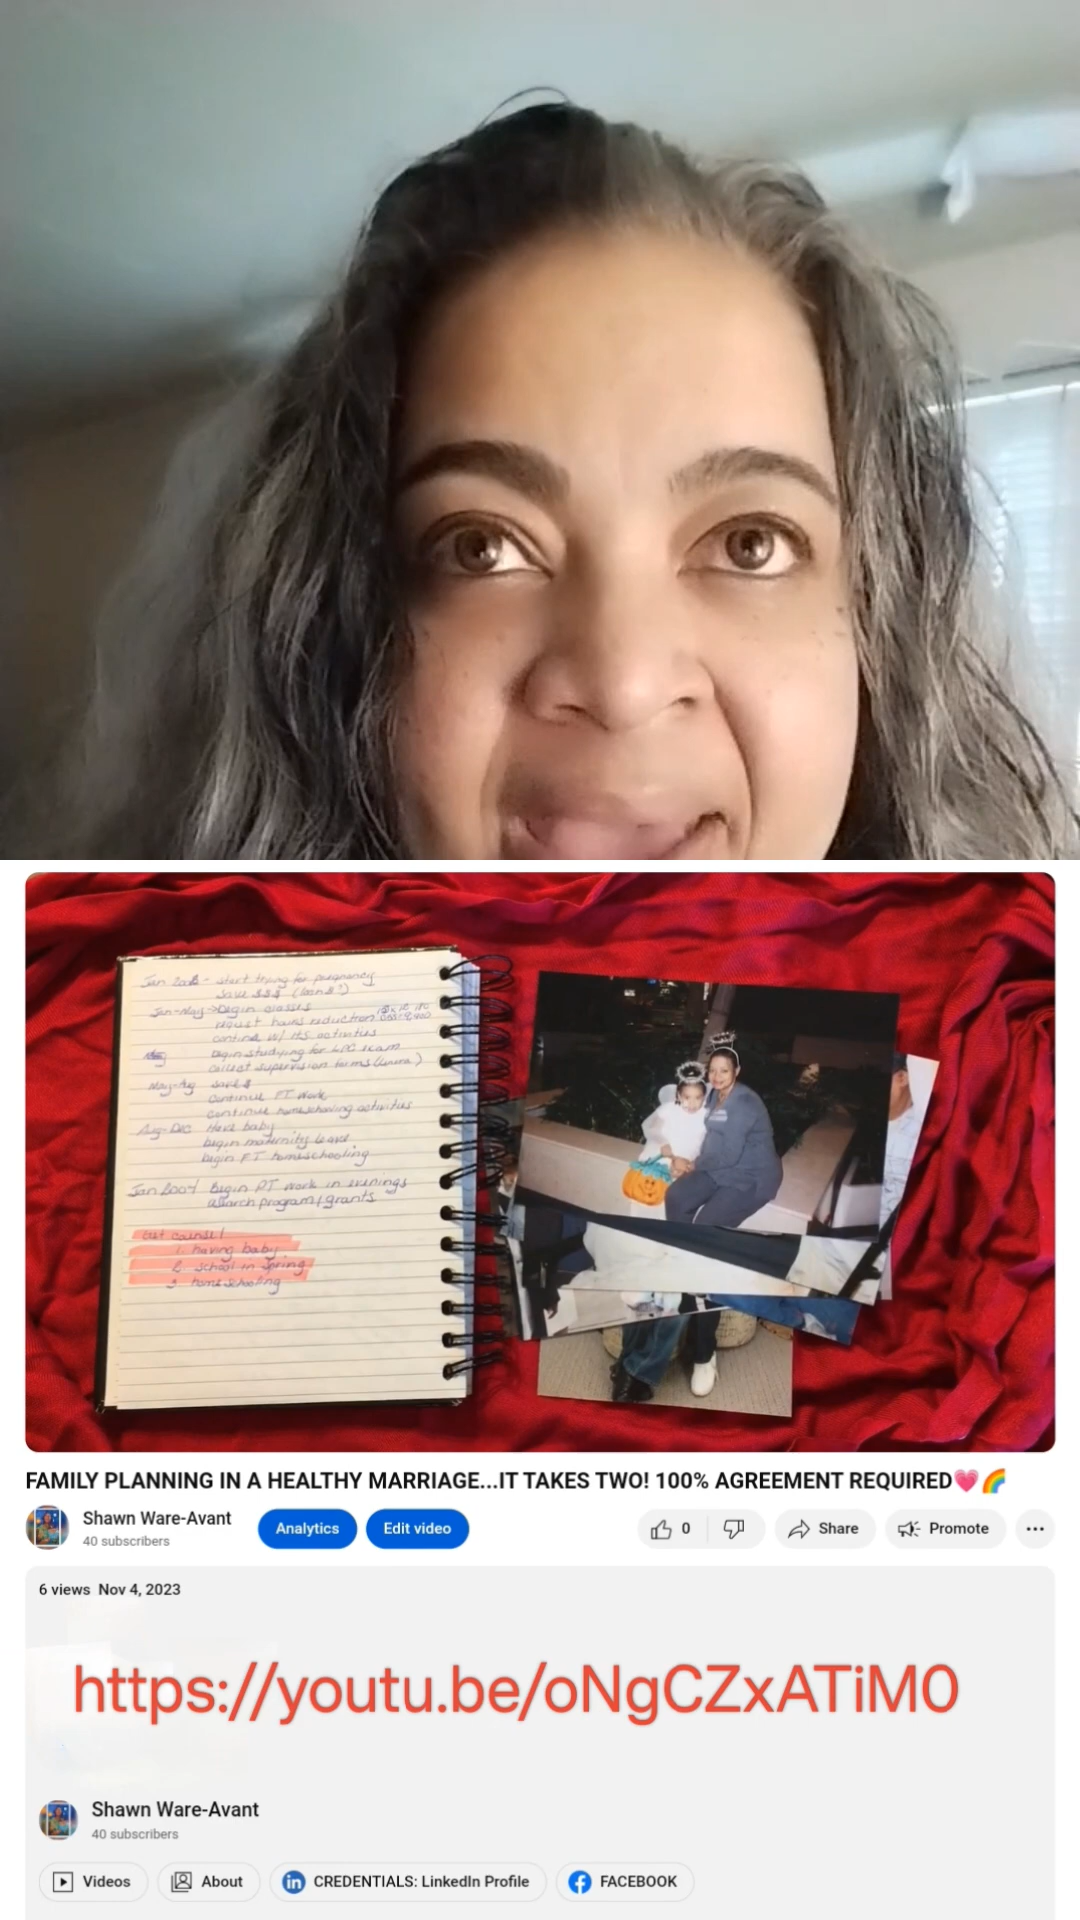 Jan 2003 - start trying for pregnancy
save $$$ (loans?)
Jan-May → Begin classes
request hours reduction
continue w/ HS activities
begin studying for LPC exam
collect supervision forms
May-Aug save $
continue FT work
continue homeschooling activities
Aug-Dec Have baby
begin maternity leave
begin FT homeschooling
Jan 2004 Begin PT work in evenings
research program/grants
counsel
1. having baby
2. school in spring
3. homeschooling
FAMILY PLANNING IN A HEALTHY MARRIAGE...IT TAKES TWO! 100% AGREEMENT REQUIRED💗🌈
Shawn Ware-Avant
40 subscribers
Analytics
Edit video
0
Share
Promote
6 views Nov 4, 2023
https://youtu.be/oNgCZxATiM0
Shawn Ware-Avant
40 subscribers
Videos
About
CREDENTIALS: LinkedIn Profile
FACEBOOK